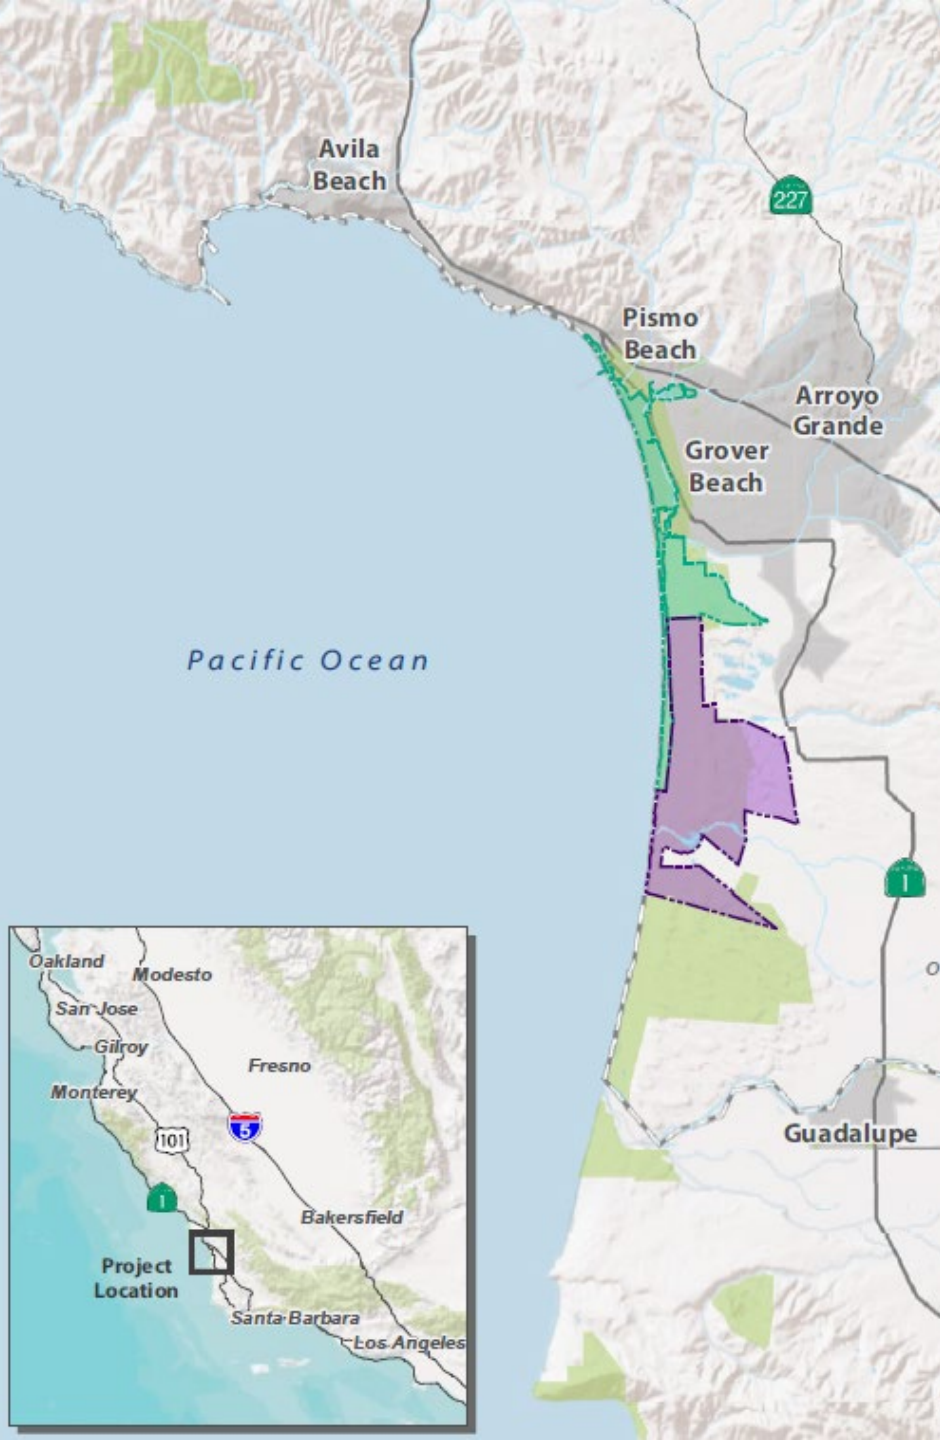 Avila
Beach
227
Pismo
Beach
Arroyo
Grande
Grover
Beach
Pacific Ocean
1
O
Guadalupe
Oakland
Modesto
San Jose
Gilroy
Fresno
Monterey
5
101
1
Bakersfield
Project
Location
Santa Barbara
Los Angeles